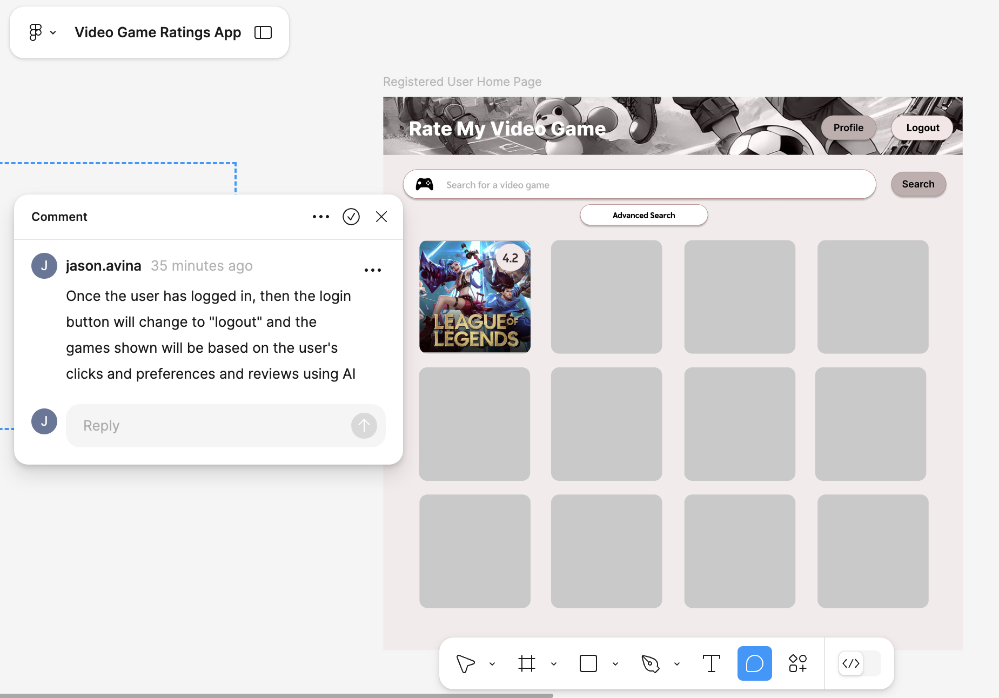 Video Game Ratings App
Registered User Home Page
Rate My Video Game
Profile
Logout
Search for a video game
Search
Advanced Search
Comment
J
jason.avina 35 minutes ago
Once the user has logged in, then the login
button will change to "logout" and the
games shown will be based on the user's
clicks and preferences and reviews using AI
J
Reply
4.2
LEAGUE OF
LEGENDS